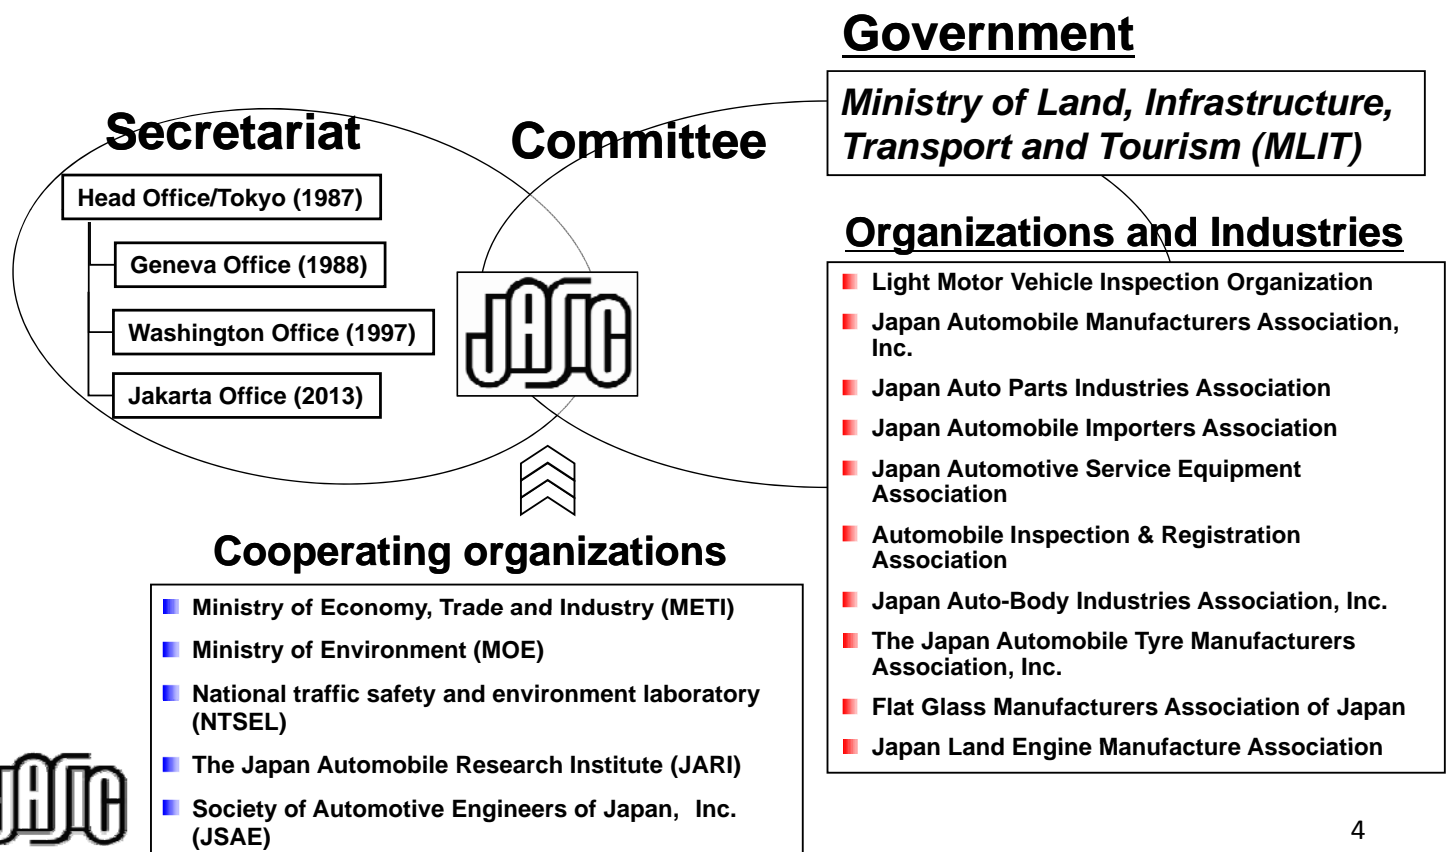 Government
Ministry of Land, Infrastructure,
Transport and Tourism (MLIT)
Secretariat
Committee
Head Office/Tokyo (1987)
Geneva Office (1988)
Washington Office (1997)
Jakarta Office (2013)
JASIC
Organizations and Industries
Light Motor Vehicle Inspection Organization
Japan Automobile Manufacturers Association,
Inc.
Japan Auto Parts Industries Association
Japan Automobile Importers Association
Japan Automotive Service Equipment
Association
Automobile Inspection & Registration
Association
Japan Auto-Body Industries Association, Inc.
The Japan Automobile Tyre Manufacturers
Association, Inc.
Flat Glass Manufacturers Association of Japan
Japan Land Engine Manufacture Association
Cooperating organizations
Ministry of Economy, Trade and Industry (METI)
Ministry of Environment (MOE)
National traffic safety and environment laboratory
(NTSEL)
The Japan Automobile Research Institute (JARI)
Society of Automotive Engineers of Japan, Inc.
(JSAE)
JASIC
4